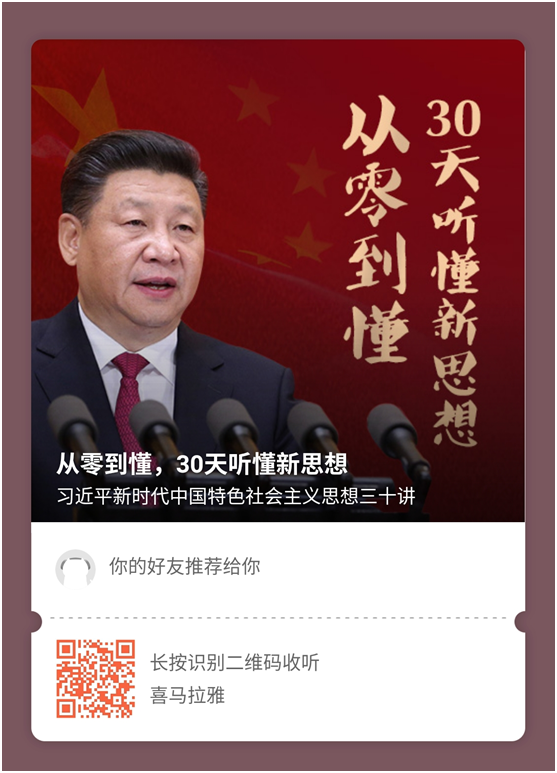 30天听懂新思想
从零到懂
从零到懂，30天听懂新思想
习近平新时代中国特色社会主义思想三十讲
你的好友推荐给你
长按识别二维码收听
喜马拉雅